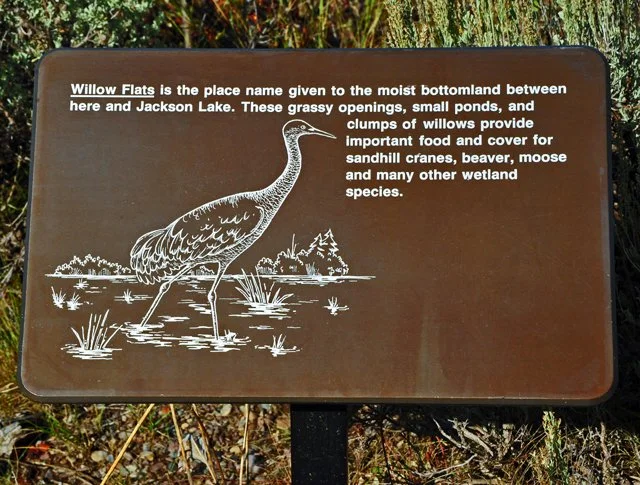 Willow Flats is the place name given to the moist bottomland between
here and Jackson Lake. These grassy openings, small ponds, and
clumps of willows provide
important food and cover for
sandhill cranes, beaver, moose
and many other wetland
species.